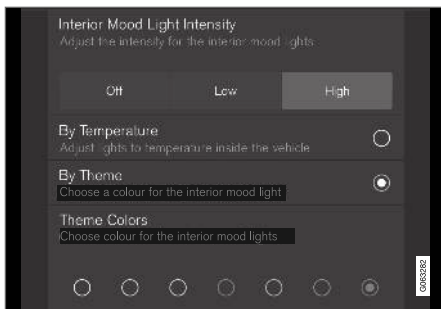 Interior Mood Light Intensity
Adjust the intensity for the interior mood lights
Off Low High
By Temperature
Adjust lights to temperature inside the vehicle
By Theme
Choose a colour for the interior mood light
Theme Colors
Choose colour for the interior mood lights
G063282